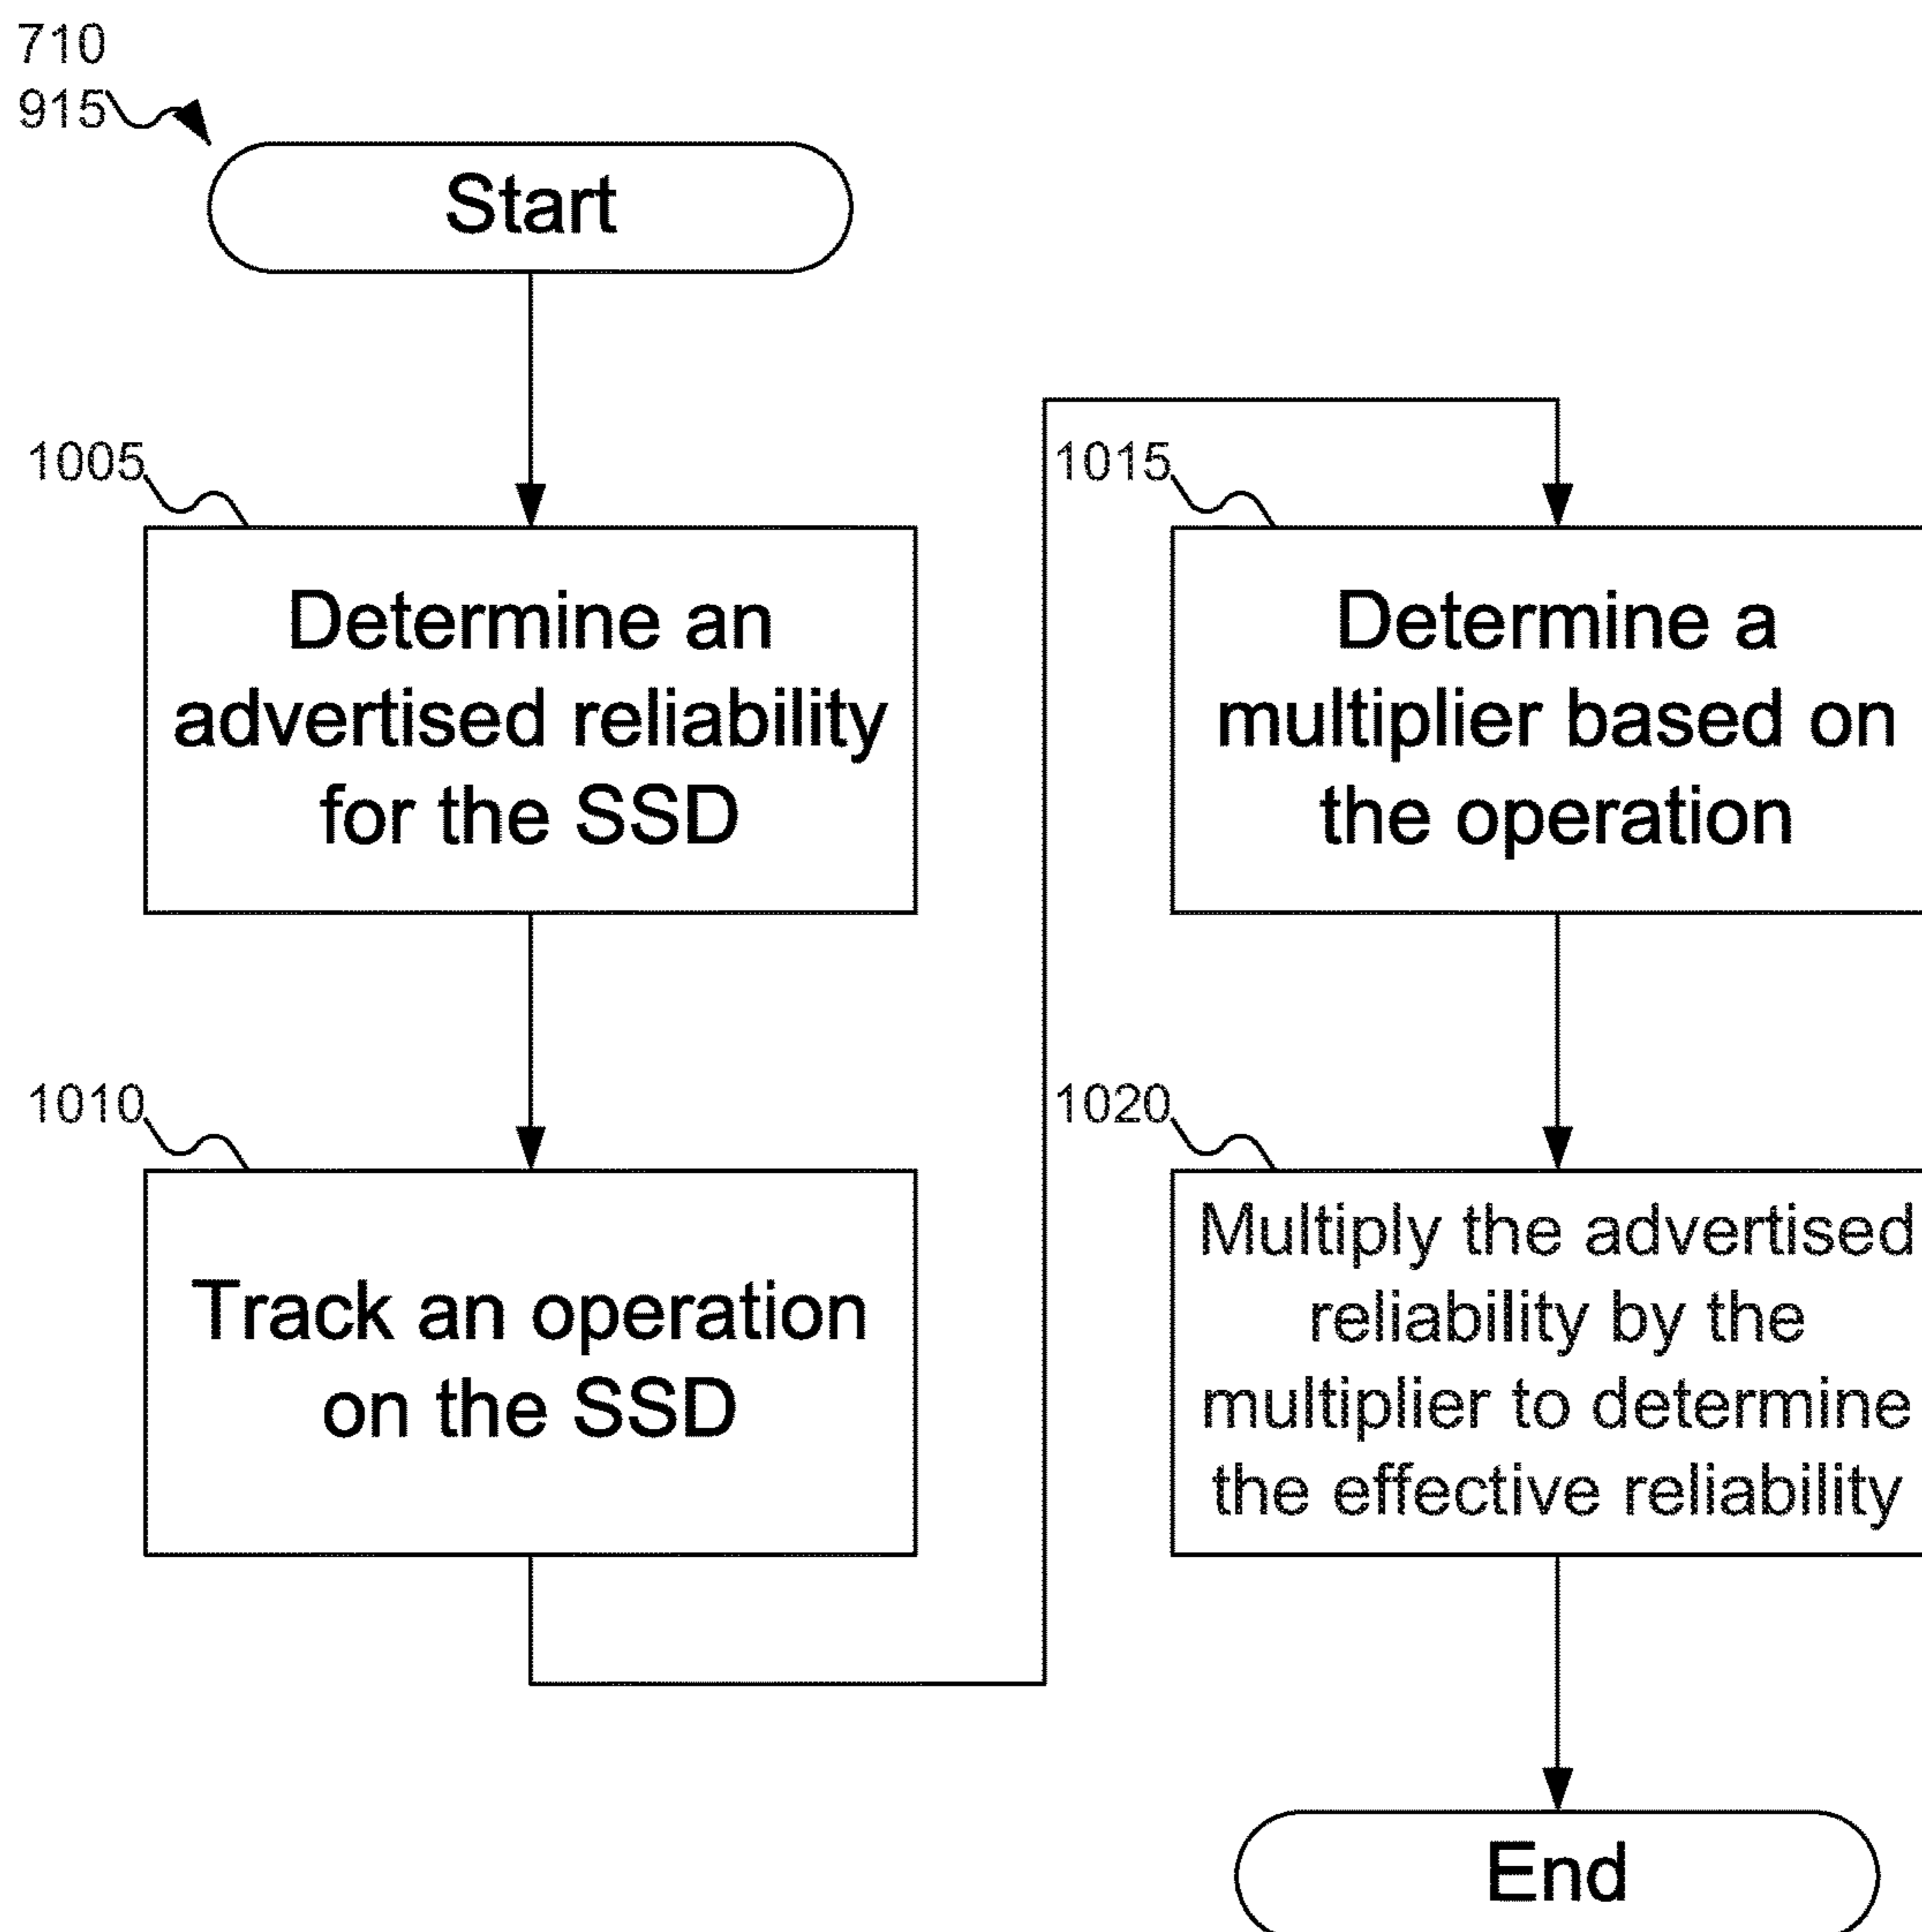 710
915
Start
1005
Determine an
advertised reliability
for the SSD
1010
Track an operation
on the SSD
1015
Determine a
multiplier based on
the operation
1020
Multiply the advertised
reliability by the
multiplier to determine
the effective reliability
End